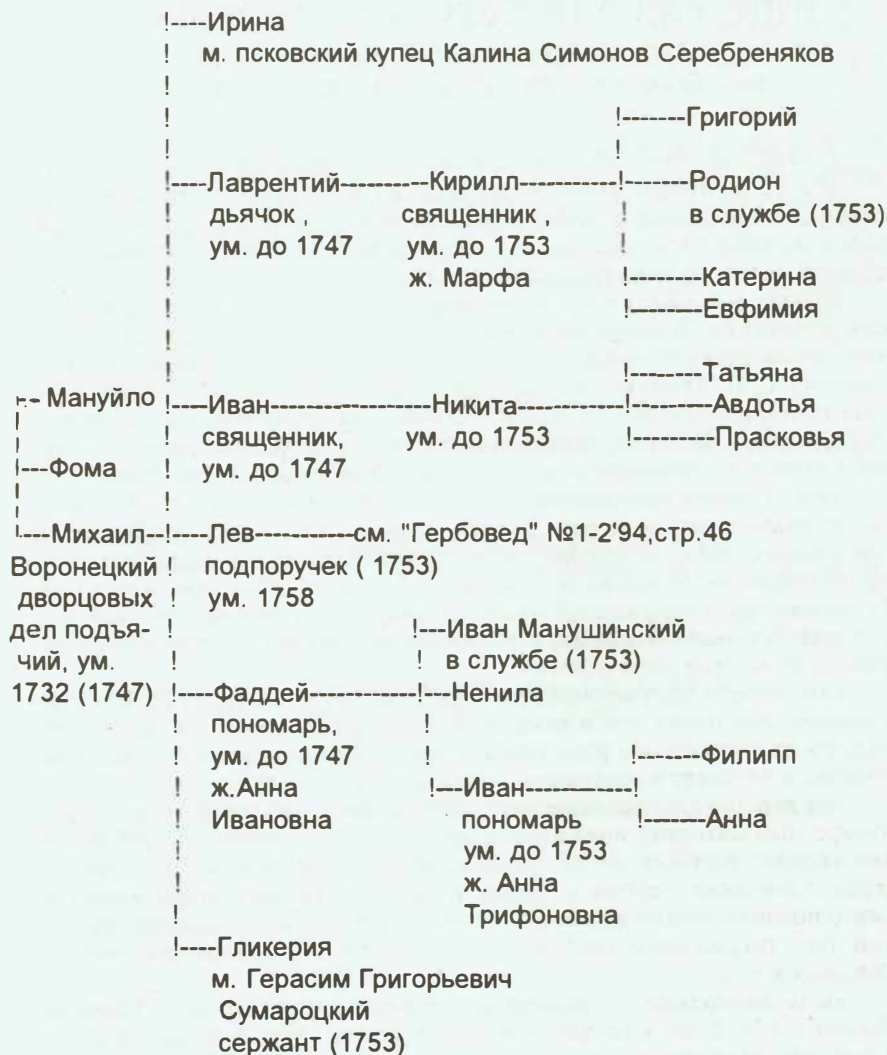 !----Ирина
м. псковский купец Калина Симонов Серебреняков
!-------Григорий
!----Лаврентий---------Кирилл-----------!-------Родион
дьячок , священник , в службе (1753)
ум. до 1747 ум. до 1753
ж. Марфа !-------Катерина
!-------Евфимия
!-------Татьяна
-- Мануйло !----Иван----------------Никита---------!-------Авдотья
священник, ум. до 1753 !-------Прасковья
!---Фома ум. до 1747
!----Михаил--!----Лев-----------см. "Гербовед" №1-2'94,стр.46
Воронецкий ! подпоручек ( 1753)
дворцовых ! ум. 1758
дел подъя- !---Иван Манушинский
чий, ум. ! в службе (1753)
1732 (1747) !----Фаддей---------!---Ненила
пономарь,
ум. до 1747 !-------Филипп
ж.Анна !---Иван------------!
Ивановна пономарь !-------Анна
ум. до 1753
ж. Анна
Трифоновна
!----Гликерия
м. Герасим Григорьевич
Сумароцкий
сержант (1753)